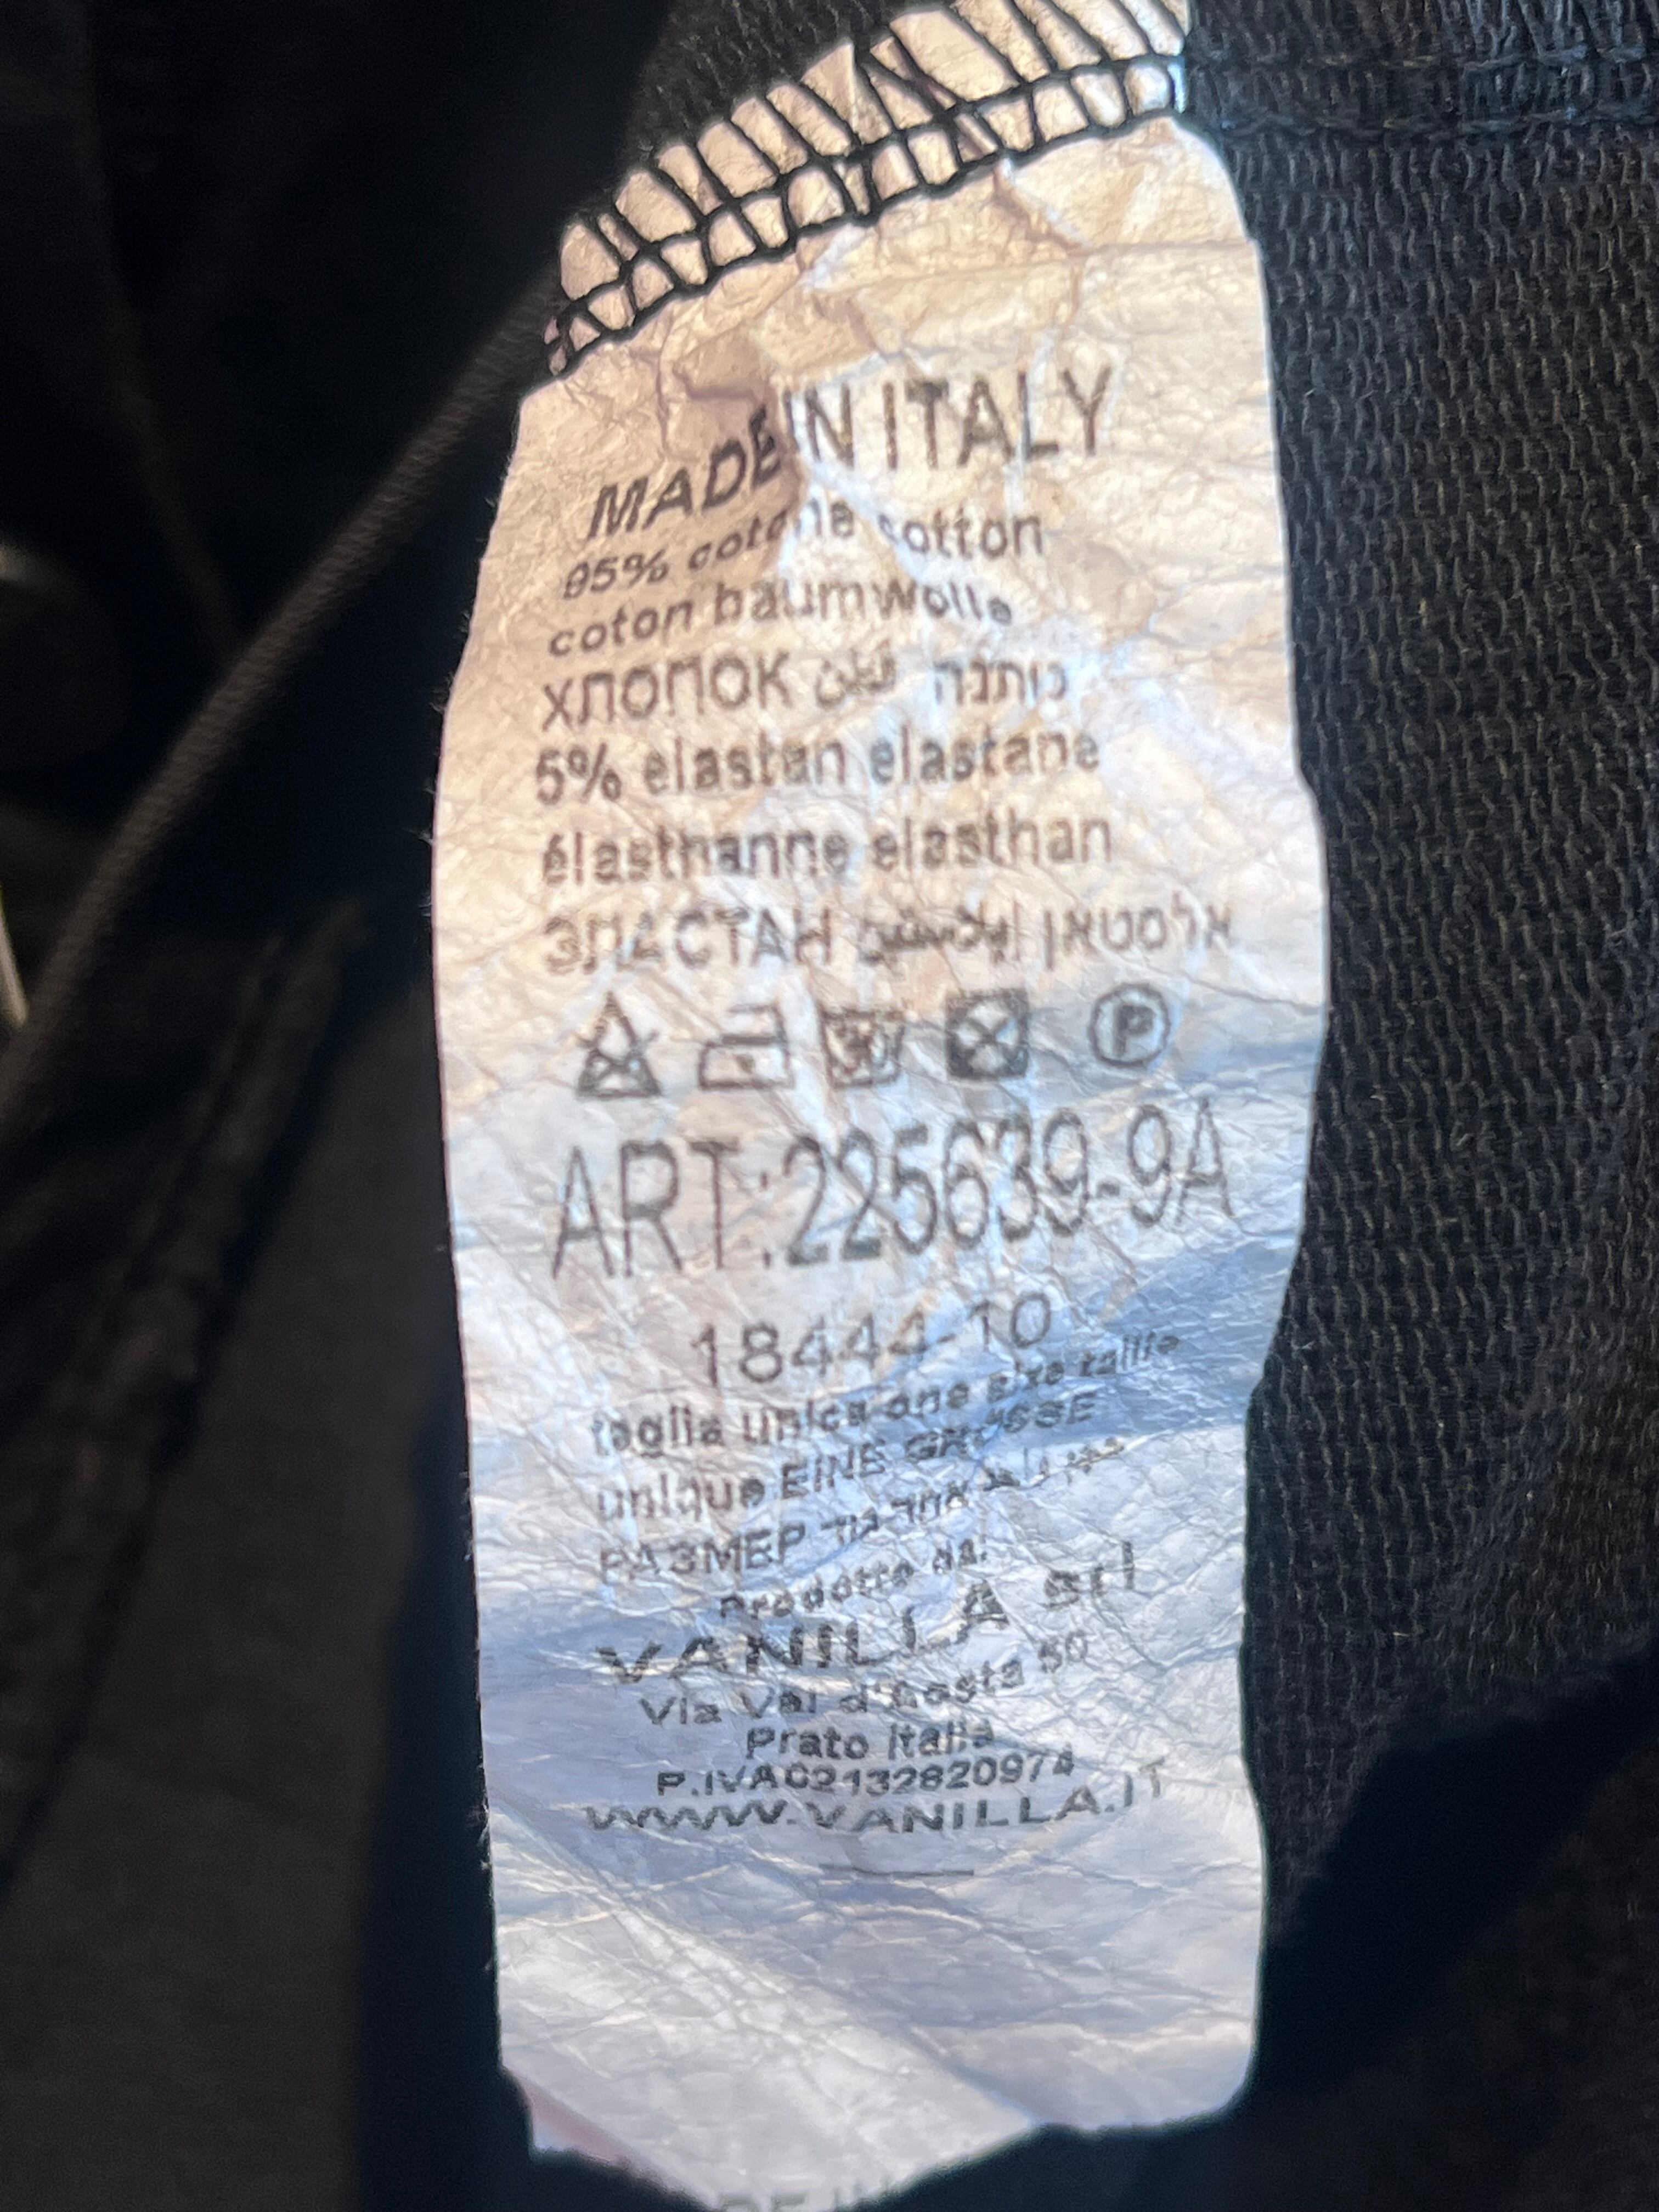 MADE IN ITALY
95% cotone cotton
coton baumwolle
ХЛОПОК قطن כותנה
5% elastan elastane
élasthanne elasthan
ЭЛАСТАН إيلاستين אלסטאן
P
ART.:225639-9A
18444-10
taglia unica one size taille
unique EINE GRÖSSE
РАЗМЕР
Prodotto da:
VANILLA srl
Via Val d'Aosta 50
Prato Italia
P.IVA02132820974
WWW.VANILLA.IT